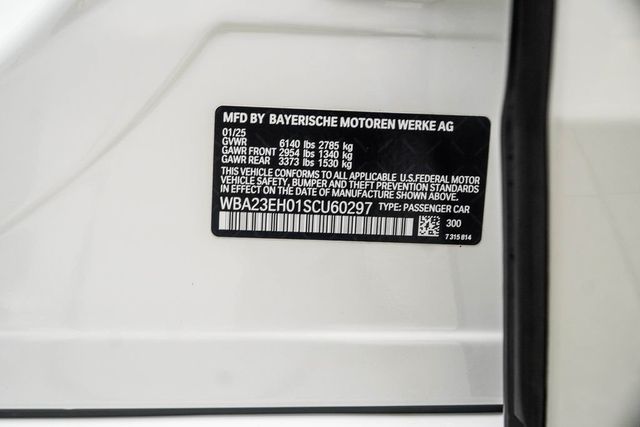 MFD BY BAYERISCHE MOTOREN WERKE AG
01/25
GVWR 6140 lbs 2785 kg
GAWR FRONT 2954 lbs 1340 kg
GAWR REAR 3373 lbs 1530 kg
THIS VEHICLE CONFORMS TO ALL APPLICABLE U.S.FEDERAL MOTOR
VEHICLE SAFETY, BUMPER AND THEFT PREVENTION STANDARDS
IN EFFECT ON THE DATE OF MANUFACTURE SHOWN ABOVE.
WBA23EH01SCU60297 TYPE: PASSENGER CAR
300
7 315 814